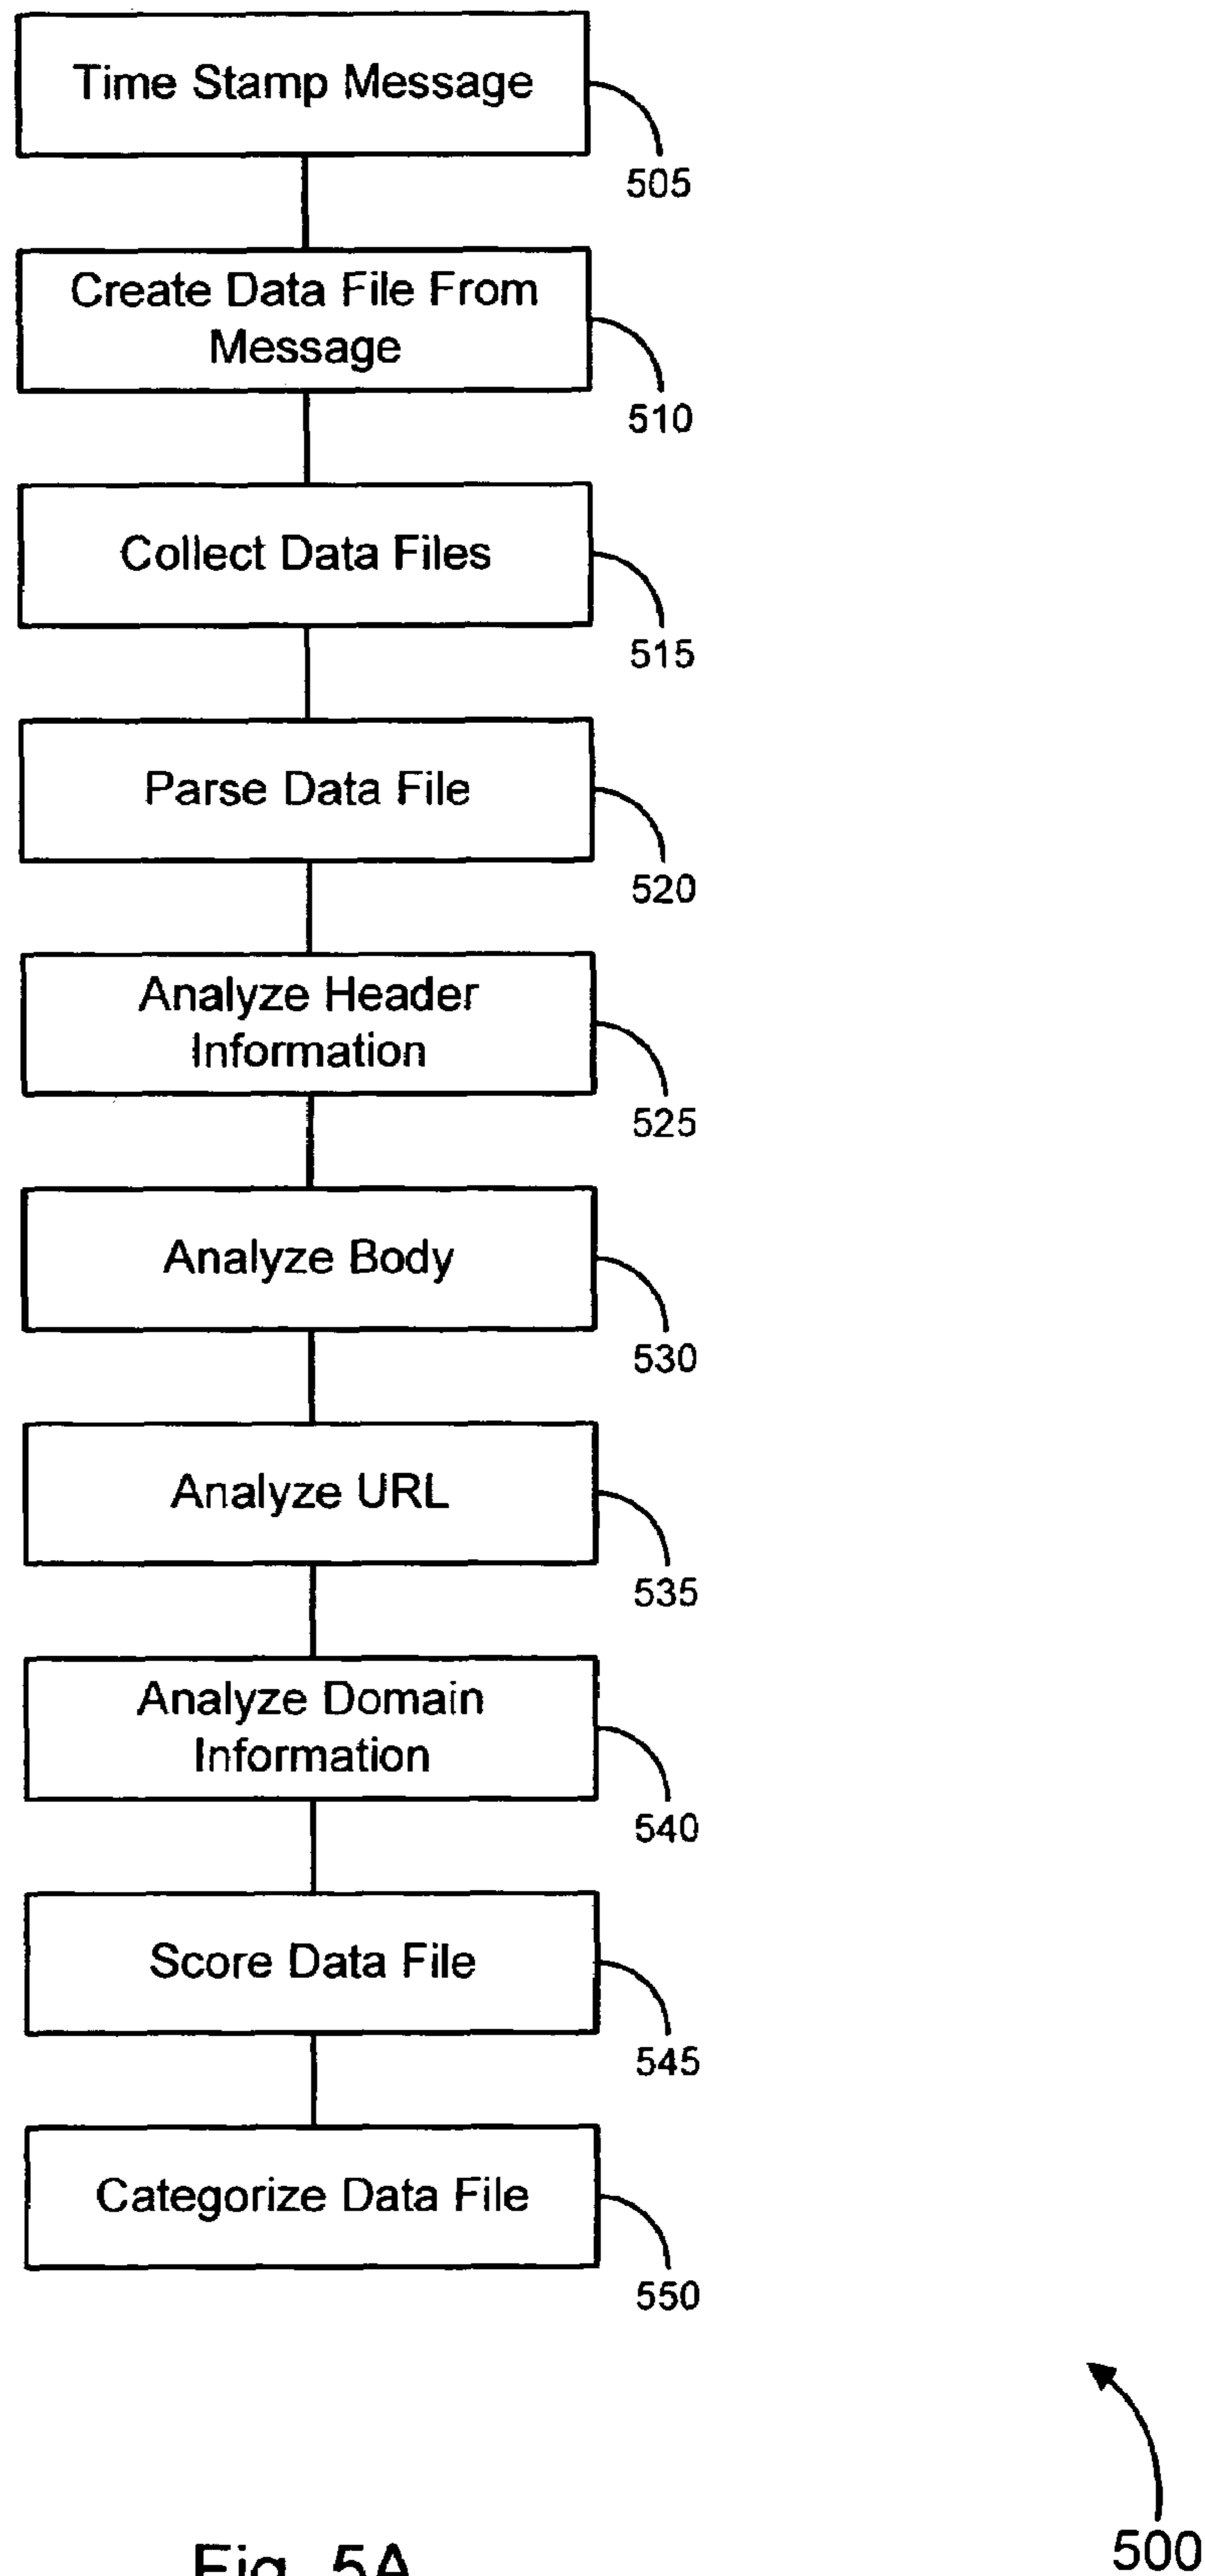 Time Stamp Message
505
Create Data File From
Message
510
Collect Data Files
515
Parse Data File
520
Analyze Header
Information
525
Analyze Body
530
Analyze URL
535
Analyze Domain
Information
540
Score Data File
545
Categorize Data File
550
500
Fig. 5A